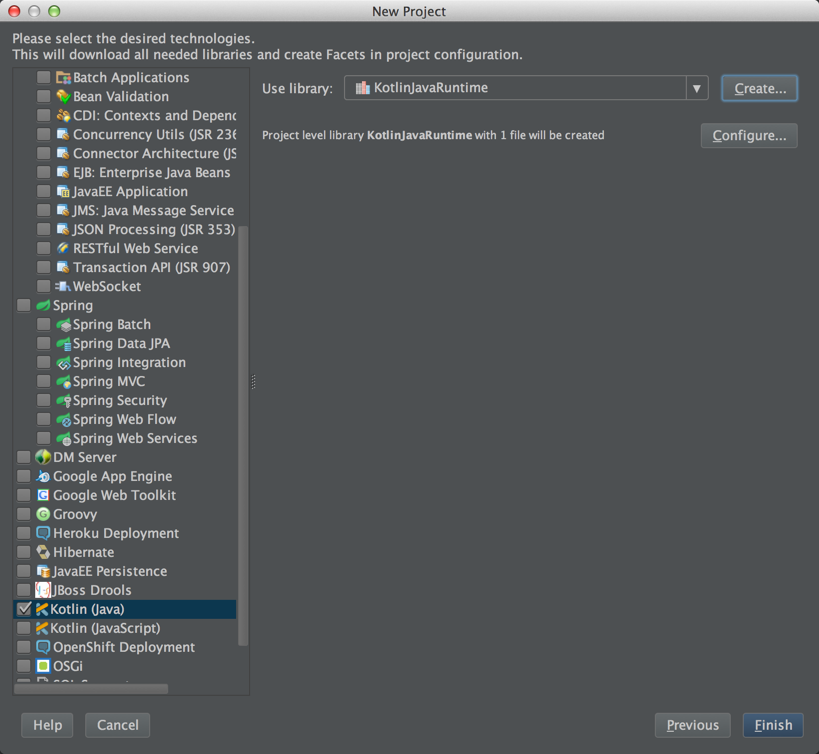 New Project
Please select the desired technologies.
This will download all needed libraries and create Facets in project configuration.
Batch Applications
Bean Validation
CDI: Contexts and Depend
Concurrency Utils (JSR 236
Connector Architecture (JS
EJB: Enterprise Java Beans
JavaEE Application
JMS: Java Message Service
JSON Processing (JSR 353)
RESTful Web Service
Transaction API (JSR 907)
WebSocket
Spring
Spring Batch
Spring Data JPA
Spring Integration
Spring MVC
Spring Security
Spring Web Flow
Spring Web Services
DM Server
Google App Engine
Google Web Toolkit
Groovy
Heroku Deployment
Hibernate
JavaEE Persistence
JBoss Drools
Kotlin (Java)
Kotlin (JavaScript)
OpenShift Deployment
OSGi
Use library: KotlinJavaRuntime Create...
Project level library KotlinJavaRuntime with 1 file will be created Configure...
Help Cancel Previous Finish